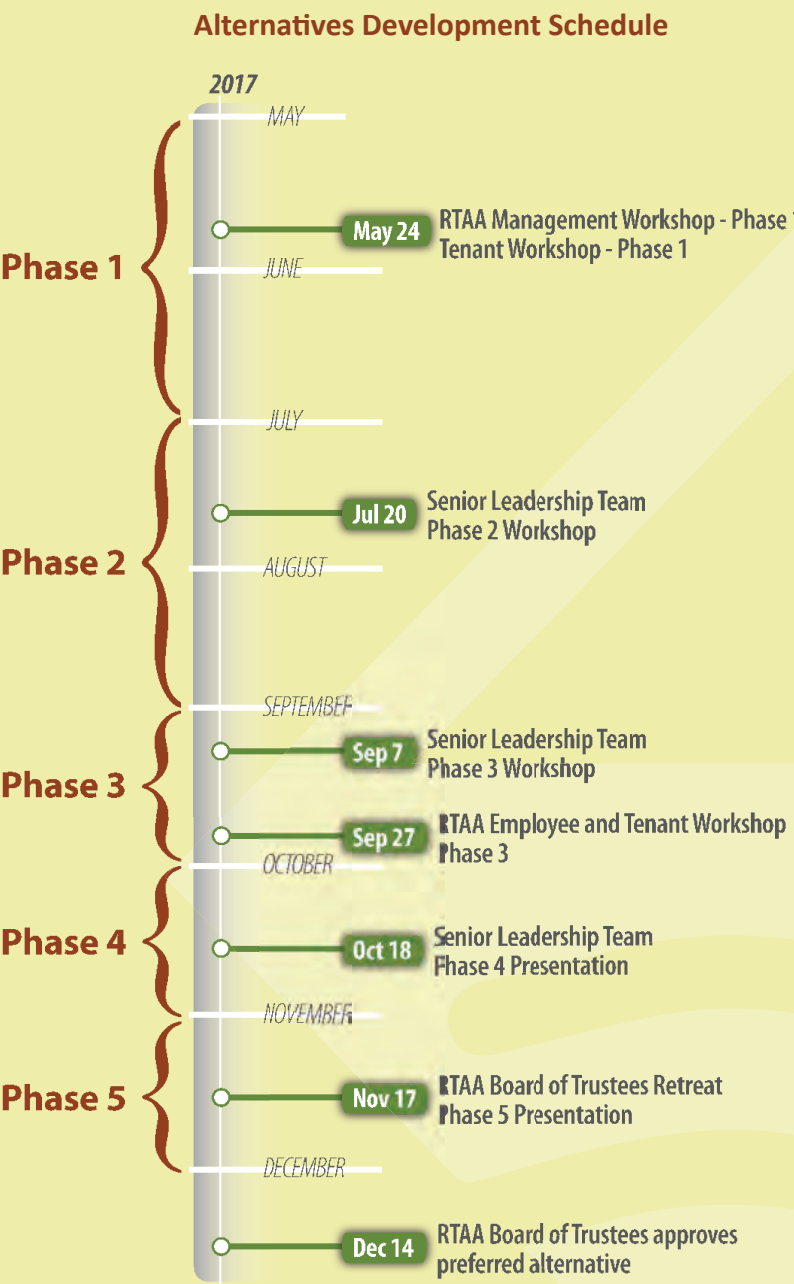 Alternatives Development Schedule
2017
MAY
May 24
RTAA Management Workshop - Phase 1
Tenant Workshop - Phase 1
Phase 1
JUNE
JULY
Jul 20
Senior Leadership Team
Phase 2 Workshop
Phase 2
AUGUST
SEPTEMBER
Sep 7
Senior Leadership Team
Phase 3 Workshop
Phase 3
Sep 27
RTAA Employee and Tenant Workshop
Phase 3
OCTOBER
Phase 4
Oct 18
Senior Leadership Team
Phase 4 Presentation
NOVEMBER
Phase 5
Nov 17
RTAA Board of Trustees Retreat
Phase 5 Presentation
DECEMBER
Dec 14
RTAA Board of Trustees approves
preferred alternative